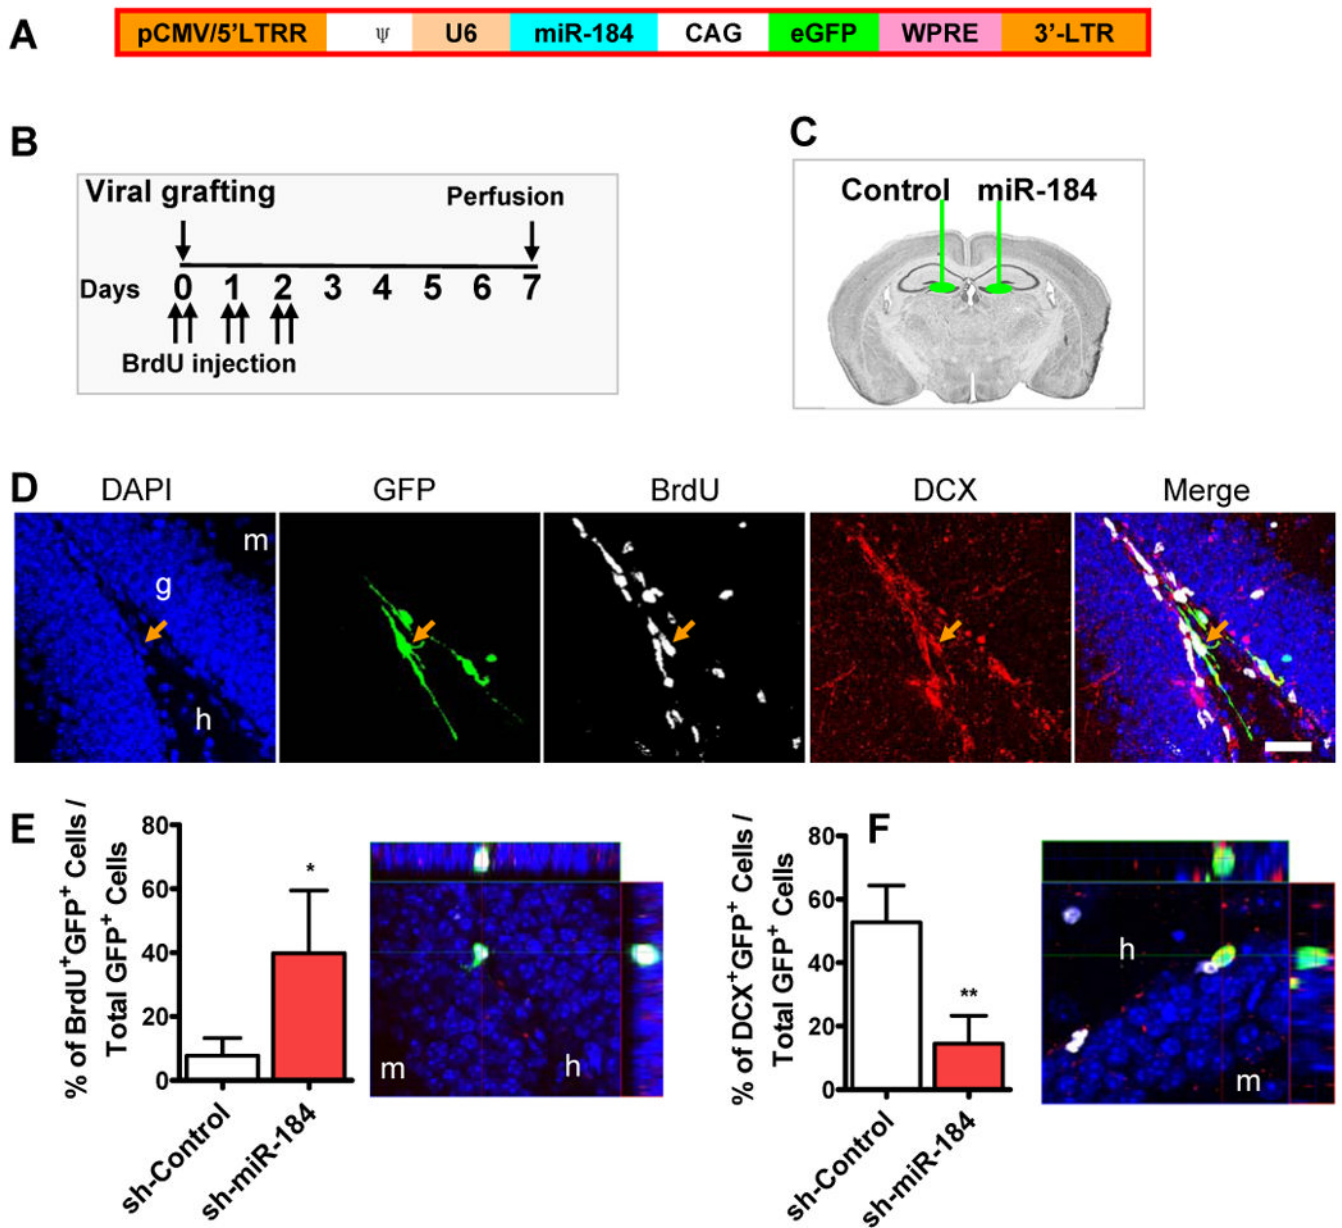 A
pCMV/5'LTRR ψ U6 miR-184 CAG eGFP WPRE 3'-LTR
B
Viral grafting
Perfusion
Days 0 1 2 3 4 5 6 7
BrdU injection
C
Control miR-184
D
DAPI GFP BrdU DCX Merge
m
g
h
E
% of BrdU+GFP+ Cells /
Total GFP+ Cells
80
60
40
20
0
*
sh-Control
sh-miR-184
m
h
F
% of DCX+GFP+ Cells /
Total GFP+ Cells
80
60
40
20
0
**
sh-Control
sh-miR-184
h
m